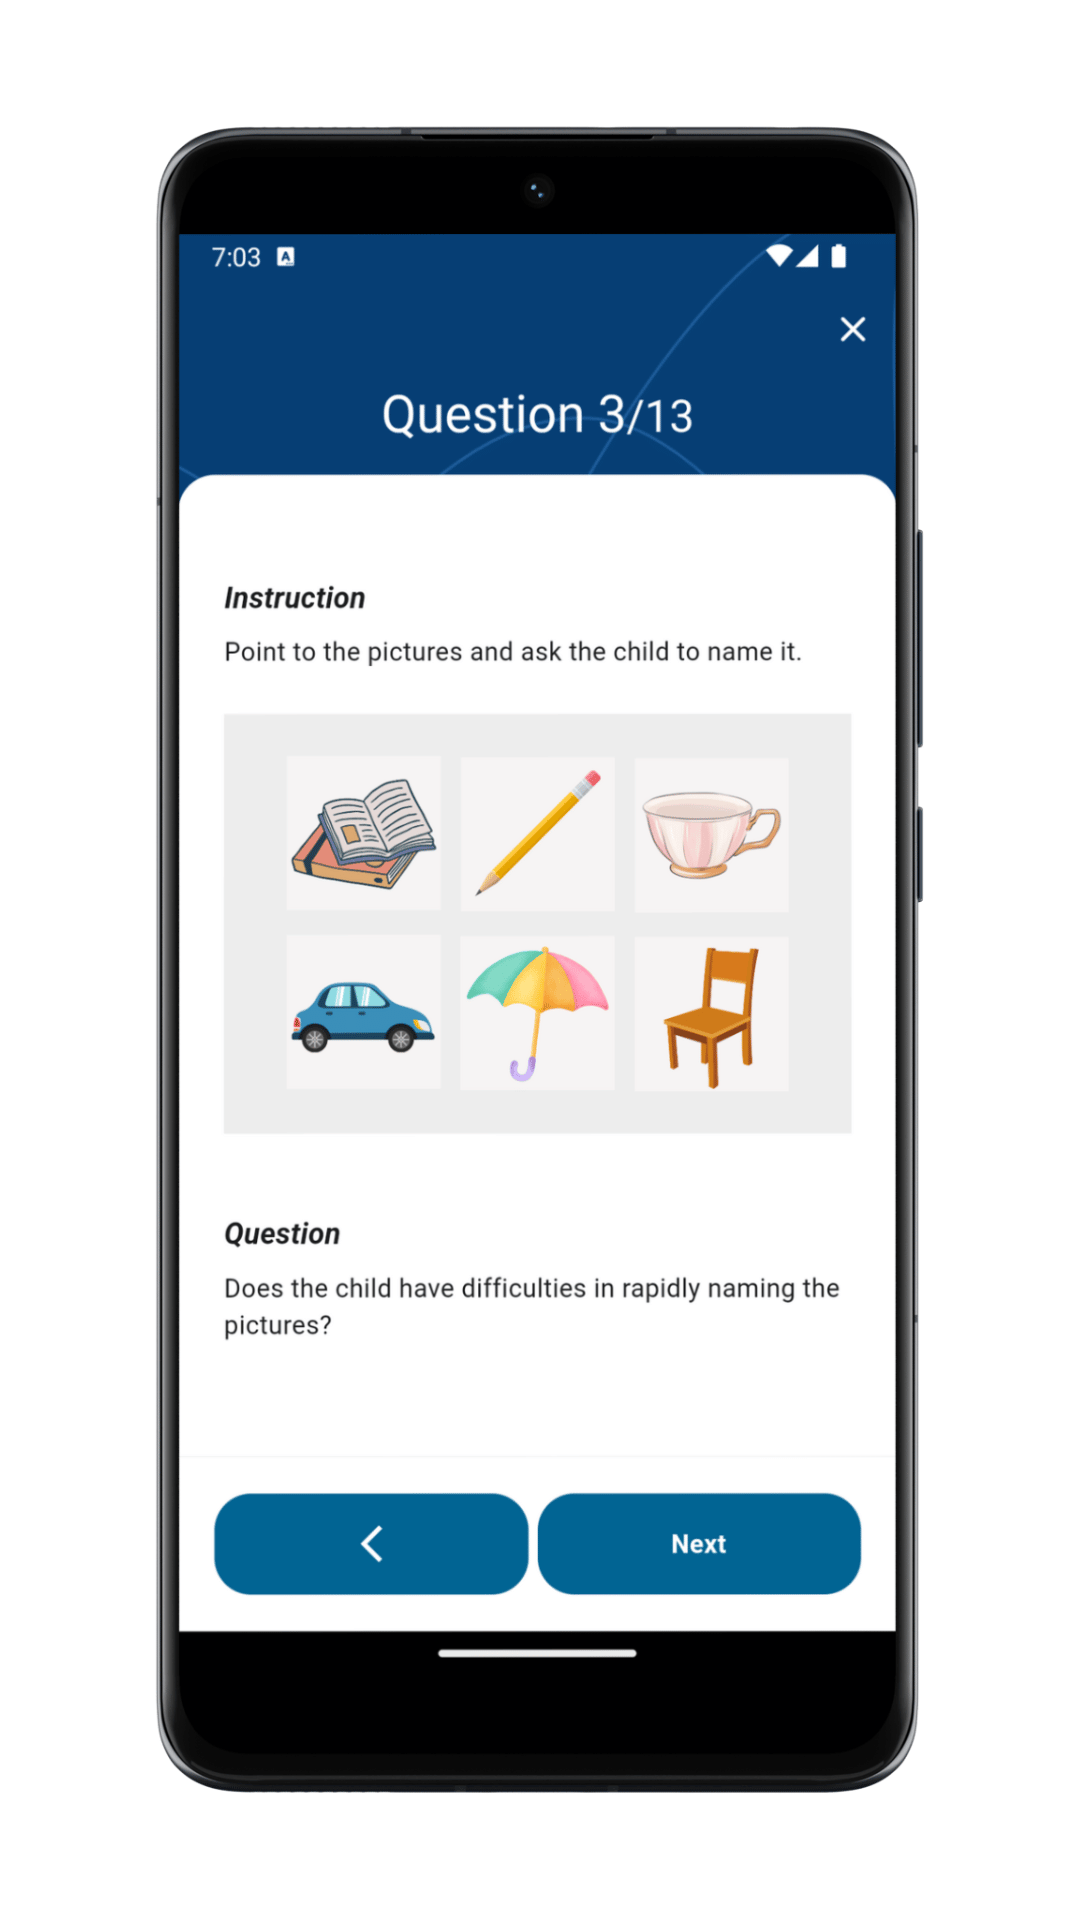 7:03 A
Question 3/13
Instruction
Point to the pictures and ask the child to name it.
Question
Does the child have difficulties in rapidly naming the
pictures?
Next